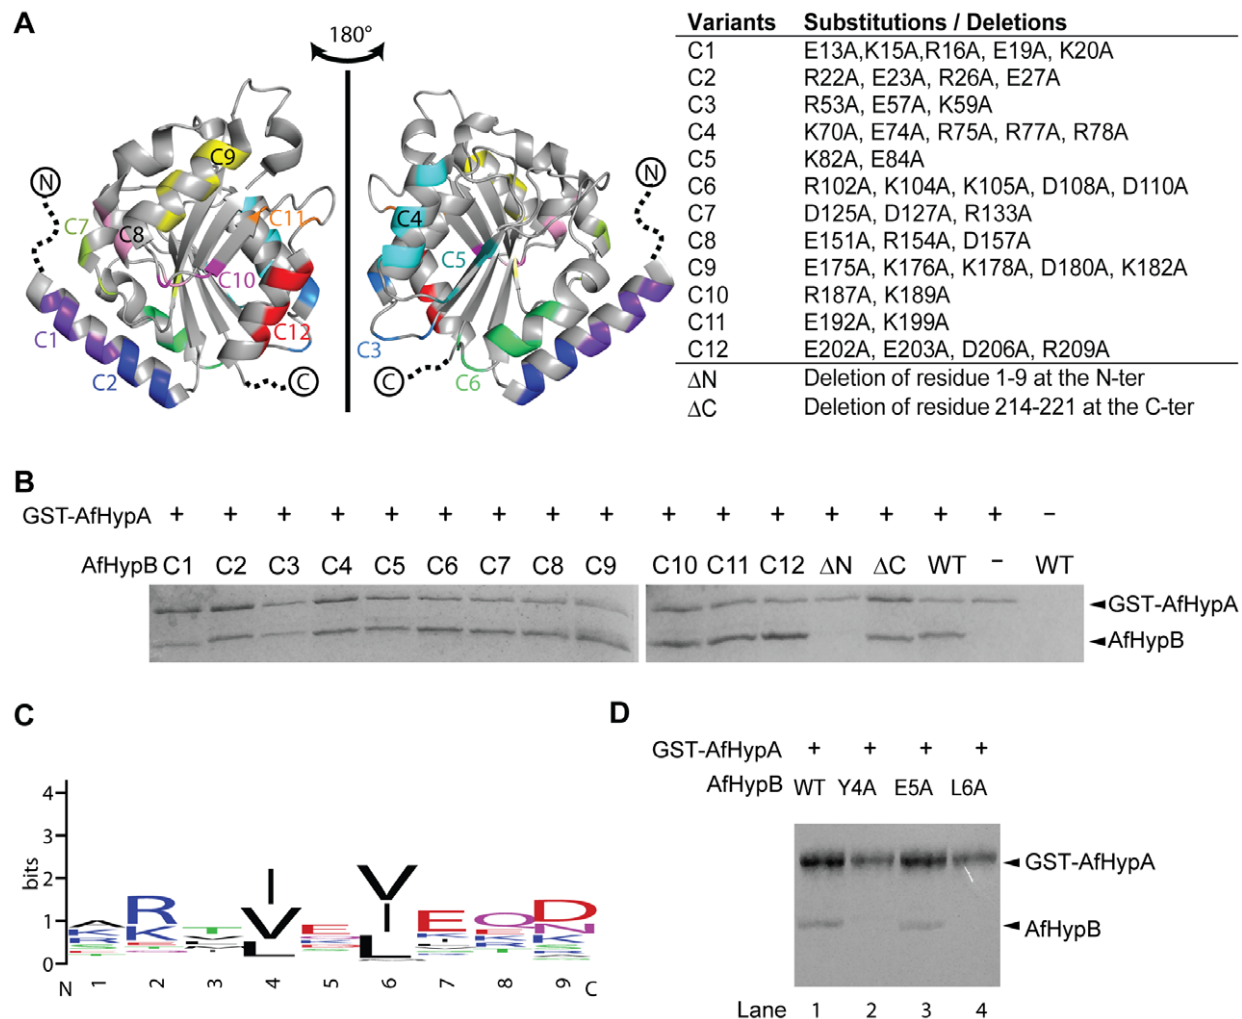 A
180°
N
C9
C11
C7
C8
C10
C1
C12
C2
C
C4
C5
N
C3
C
C6
Variants Substitutions / Deletions
C1 E13A,K15A,R16A, E19A, K20A
C2 R22A, E23A, R26A, E27A
C3 R53A, E57A, K59A
C4 K70A, E74A, R75A, R77A, R78A
C5 K82A, E84A
C6 R102A, K104A, K105A, D108A, D110A
C7 D125A, D127A, R133A
C8 E151A, R154A, D157A
C9 E175A, K176A, K178A, D180A, K182A
C10 R187A, K189A
C11 E192A, K199A
C12 E202A, E203A, D206A, R209A
ΔN Deletion of residue 1-9 at the N-ter
ΔC Deletion of residue 214-221 at the C-ter
B
GST-AfHypA + + + + + + + + + + + + + + + + −
AfHypB C1 C2 C3 C4 C5 C6 C7 C8 C9 C10 C11 C12 ΔN ΔC WT − WT
GST-AfHypA
AfHypB
C
4
3
2
1
0
bits
R
K
T
I
V
L
E
V
I
L
E
Q
D
N
K
N 1 2 3 4 5 6 7 8 9 C
D
GST-AfHypA + + + +
AfHypB WT Y4A E5A L6A
GST-AfHypA
AfHypB
Lane 1 2 3 4